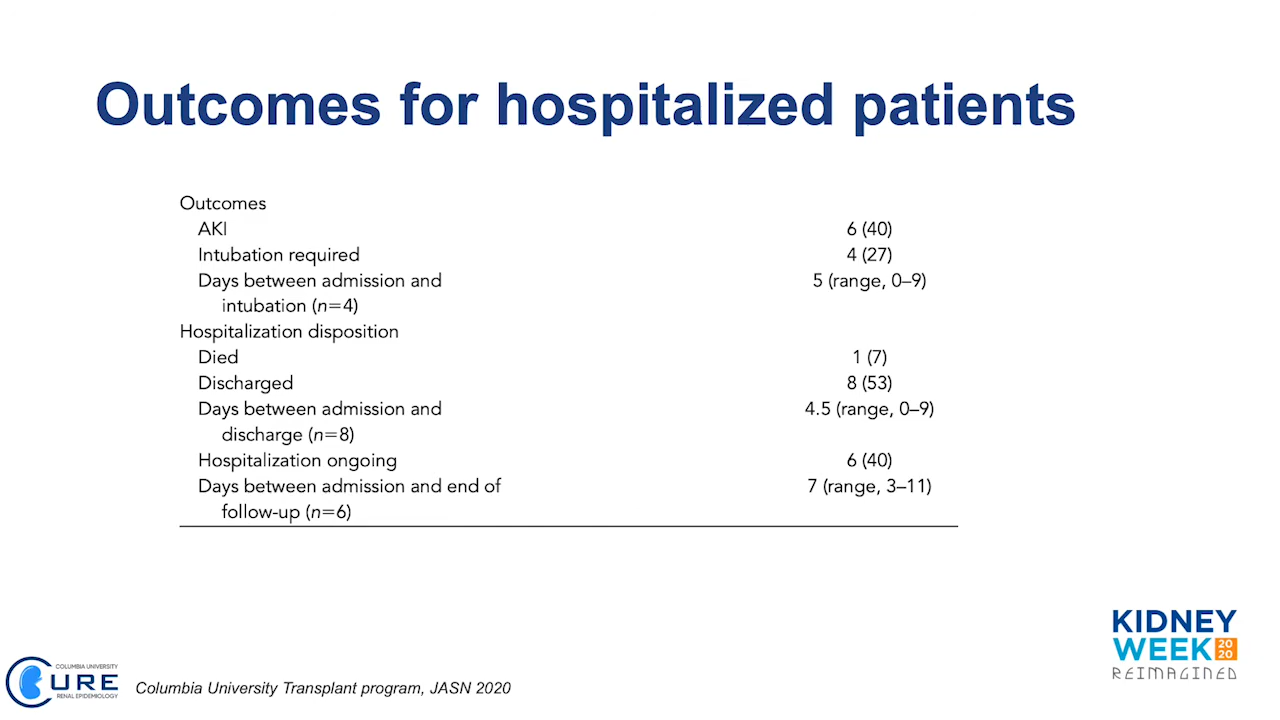 Outcomes for hospitalized patients
Outcomes
AKI 6 (40)
Intubation required 4 (27)
Days between admission and 5 (range, 0–9)
intubation (n=4)
Hospitalization disposition
Died 1 (7)
Discharged 8 (53)
Days between admission and 4.5 (range, 0–9)
discharge (n=8)
Hospitalization ongoing 6 (40)
Days between admission and end of 7 (range, 3–11)
follow-up (n=6)
KIDNEY
WEEK 2020
REIMAGINED
COLUMBIA UNIVERSITY
CURE
RENAL EPIDEMIOLOGY
Columbia University Transplant program, JASN 2020